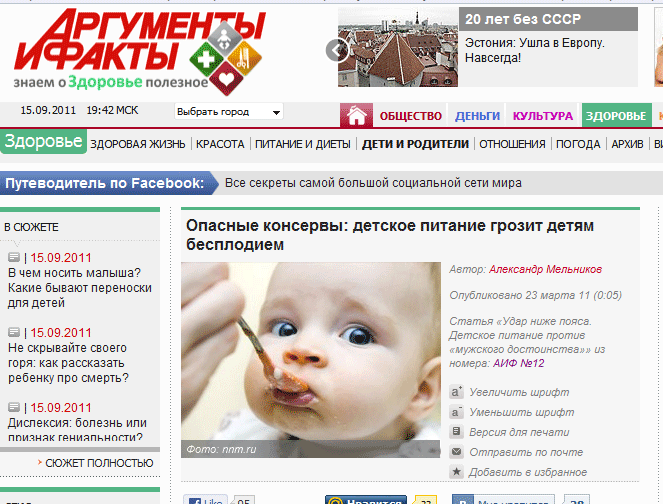 АРГУМЕНТЫ
И ФАКТЫ
знаем о Здоровье полезное
20 лет без СССР
Эстония: Ушла в Европу.
Навсегда!
15.09.2011 19:42 МСК
Выбрать город
ОБЩЕСТВО
ДЕНЬГИ
КУЛЬТУРА
ЗДОРОВЬЕ
Здоровье
ЗДОРОВАЯ ЖИЗНЬ | КРАСОТА | ПИТАНИЕ И ДИЕТЫ | ДЕТИ И РОДИТЕЛИ | ОТНОШЕНИЯ | ПОГОДА | АРХИВ |
Путеводитель по Facebook:
Все секреты самой большой социальной сети мира
В СЮЖЕТЕ
| 15.09.2011
В чем носить малыша?
Какие бывают переноски
для детей
| 15.09.2011
Не скрывайте своего
горя: как рассказать
ребенку про смерть?
| 15.09.2011
Дислексия: болезнь или
признак гениальности?
СЮЖЕТ ПОЛНОСТЬЮ
Опасные консервы: детское питание грозит детям
бесплодием
Фото: nnm.ru
Автор: Александр Мельников
Опубликовано 23 марта 11 (0:05)
Статья «Удар ниже пояса.
Детское питание против
«мужского достоинства»» из
номера: АИФ №12
a+ Увеличить шрифт
a- Уменьшить шрифт
Версия для печати
Отправить по почте
Добавить в избранное
Like
95
Нравится
33
Мне нравится
28